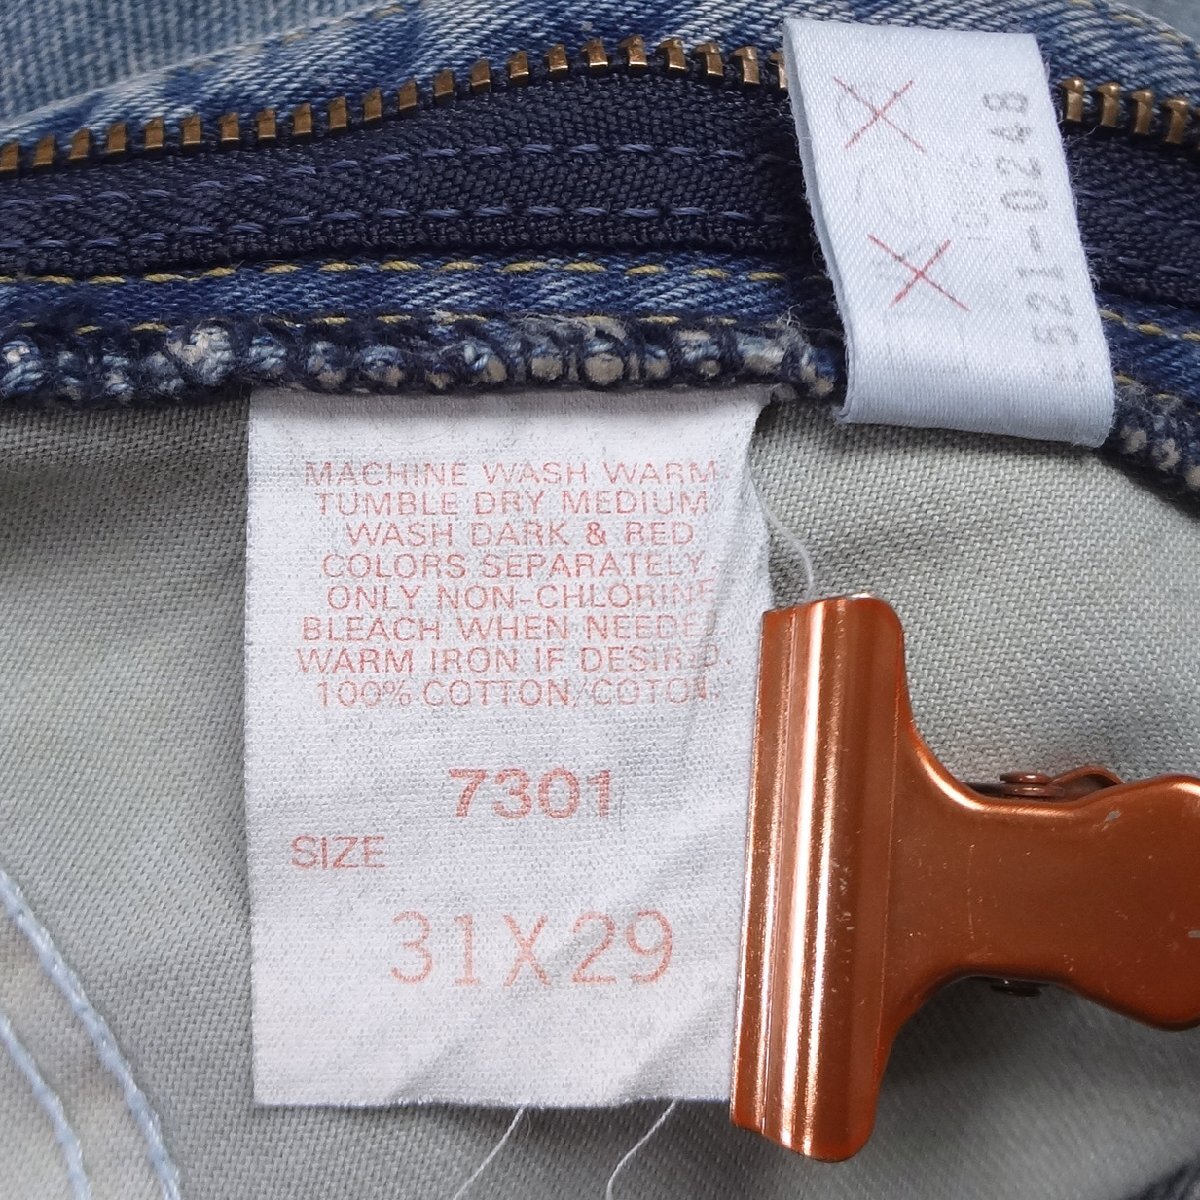 MACHINE WASH WARM
TUMBLE DRY MEDIUM
WASH DARK & RED
COLORS SEPARATELY
ONLY NON-CHLORINE
BLEACH WHEN NEEDED.
WARM IRON IF DESIRED.
100% COTTON/COTON
7301
SIZE
31X29
521-0248